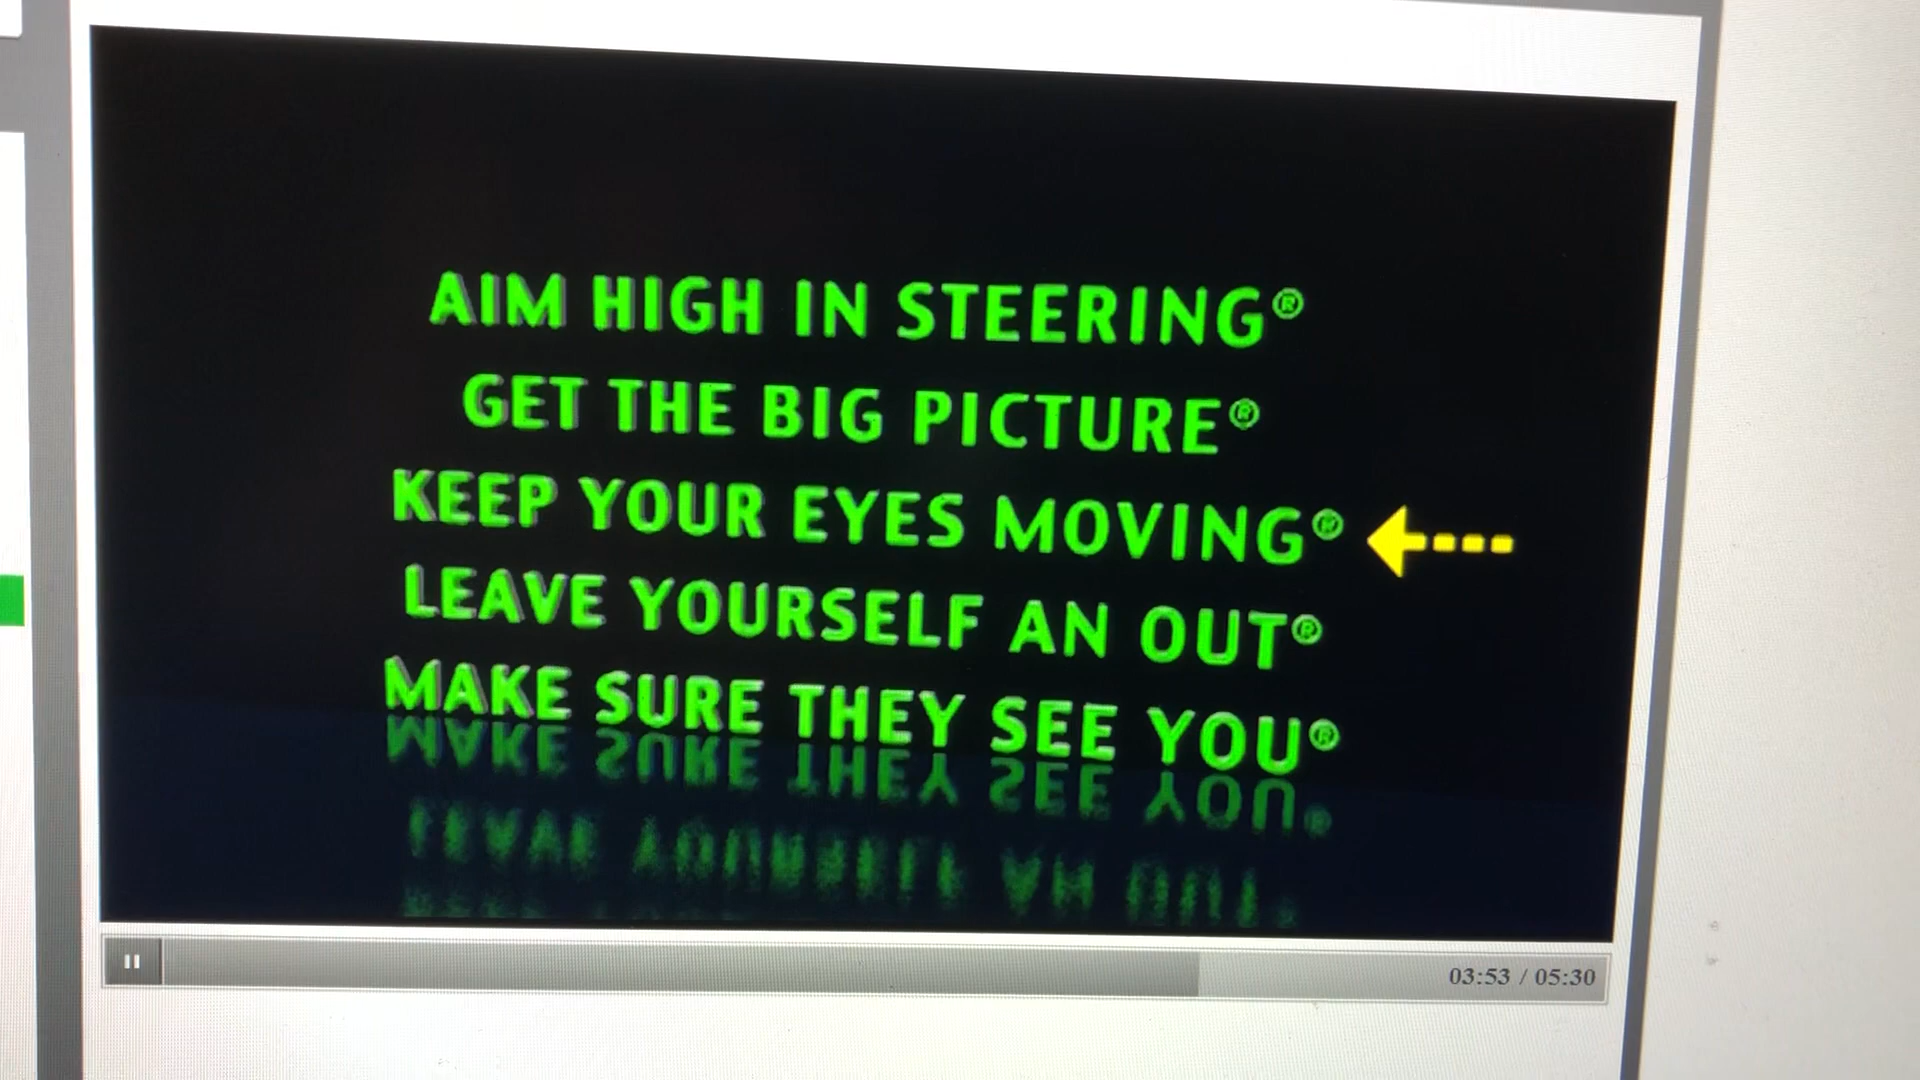 AIM HIGH IN STEERING®
GET THE BIG PICTURE®
KEEP YOUR EYES MOVING®
LEAVE YOURSELF AN OUT®
MAKE SURE THEY SEE YOU®
03:53 / 05:30